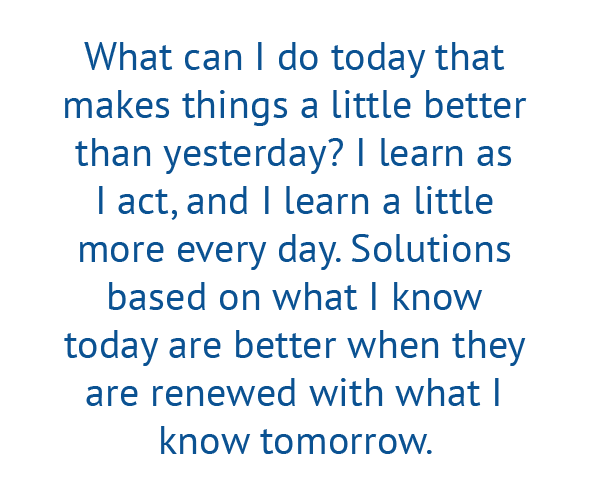 What can I do today that
makes things a little better
than yesterday? I learn as
I act, and I learn a little
more every day. Solutions
based on what I know
today are better when they
are renewed with what I
know tomorrow.